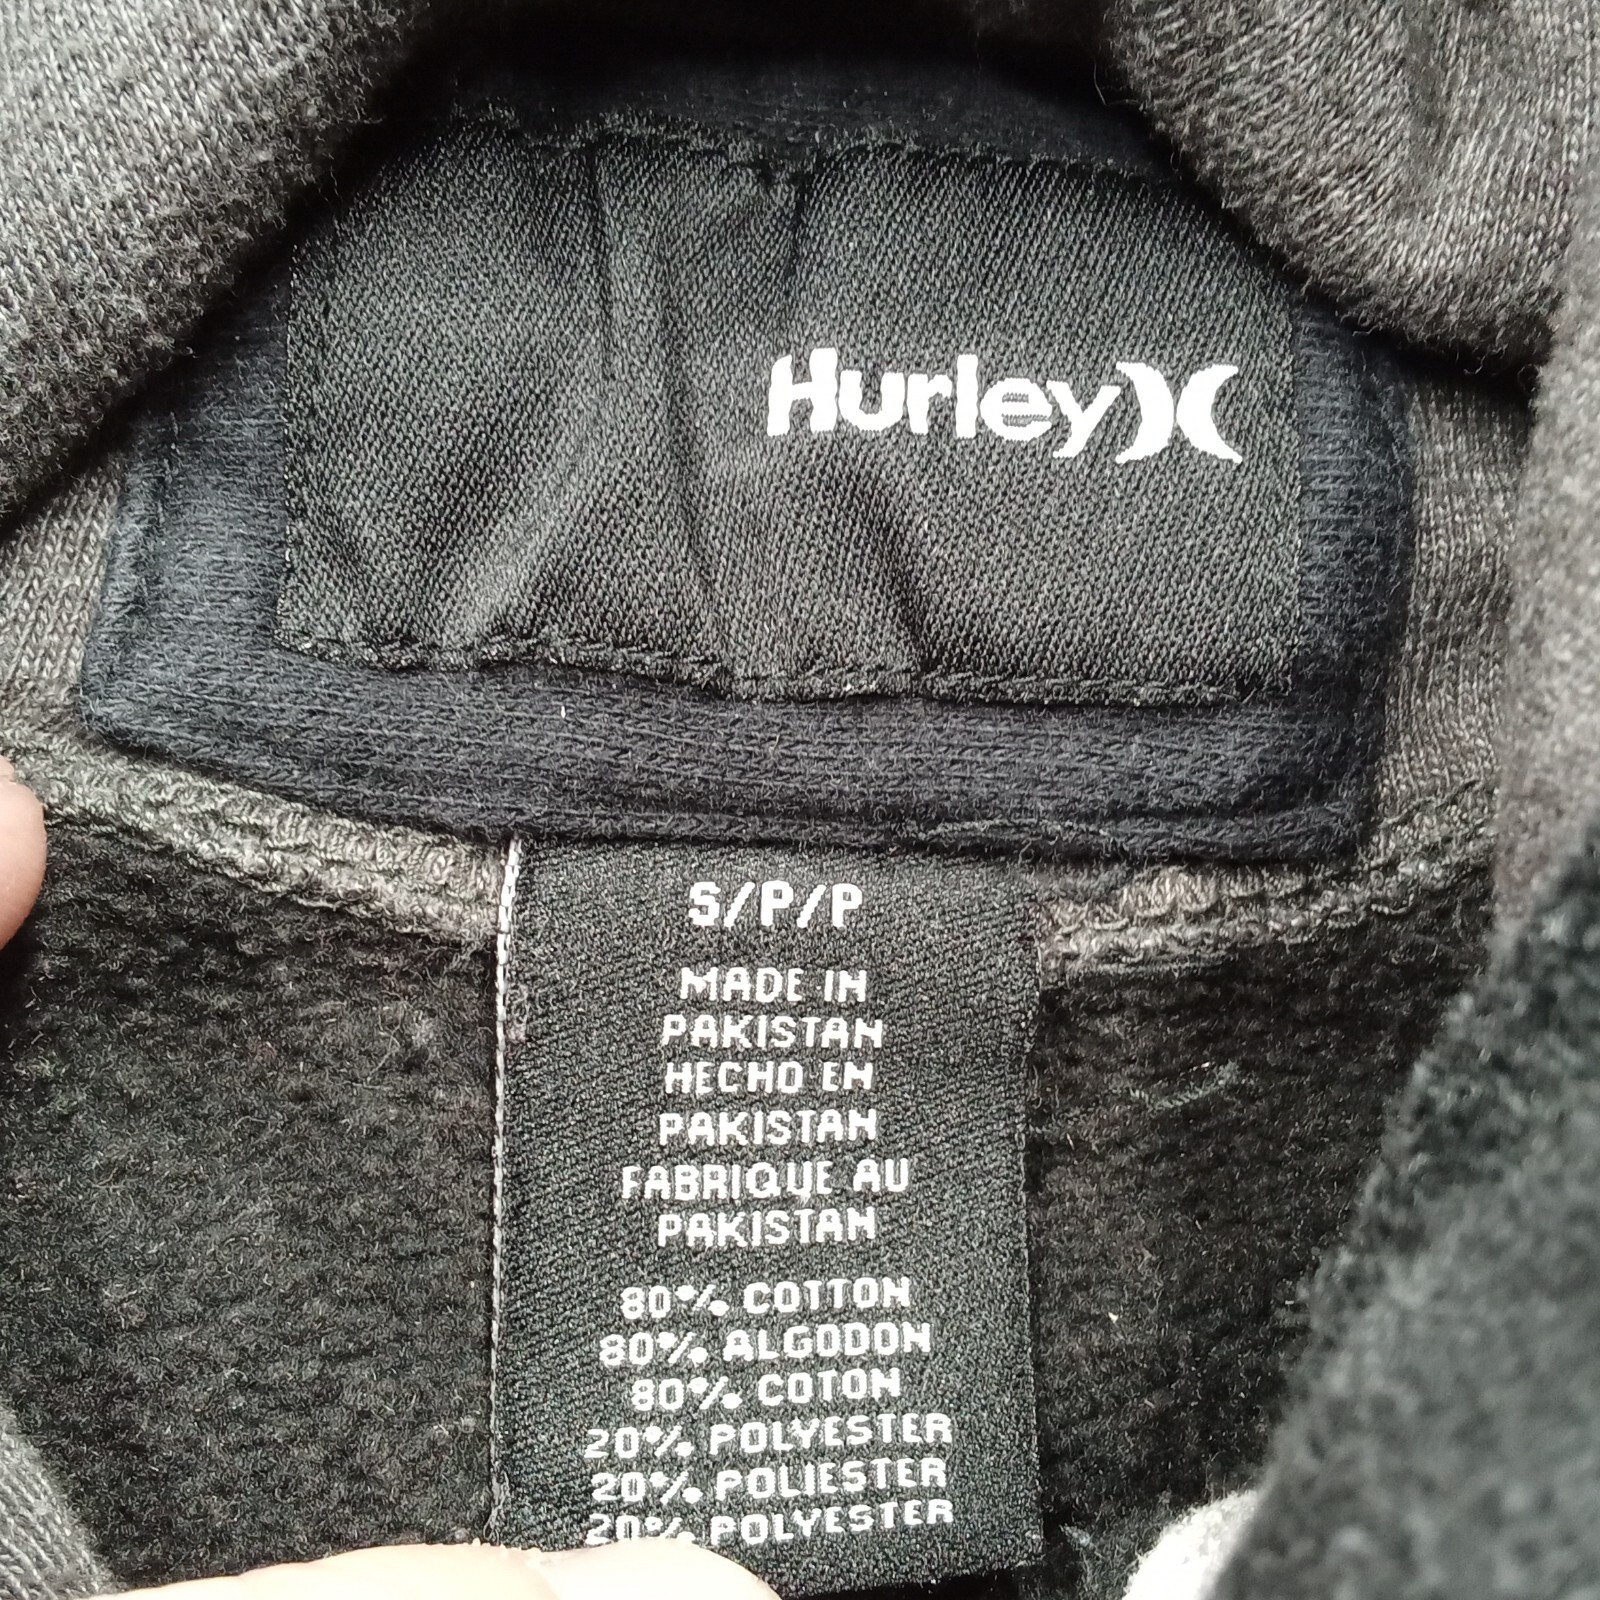 Hurley
S/P/P
MADE IN
PAKISTAN
HECHO EN
PAKISTAN
FABRIQUE AU
PAKISTAN
80% COTTON
80% ALGODON
80% COTON
20% POLYESTER
20% POLIESTER
20% POLYESTER